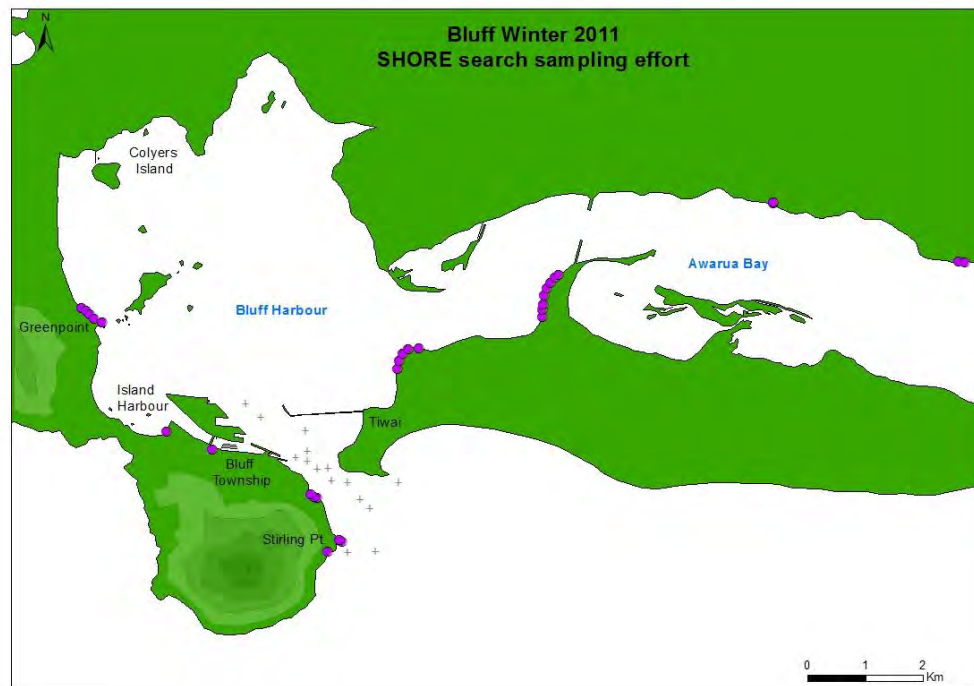 N
Bluff Winter 2011
SHORE search sampling effort
Colyers
Island
Awarua Bay
Bluff Harbour
Greenpoint
Island
Harbour
Tiwai
Bluff
Township
Stirling Pt.
0 1 2
Km